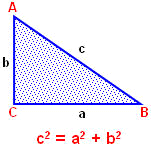 A
b c
C a B
c² = a² + b²